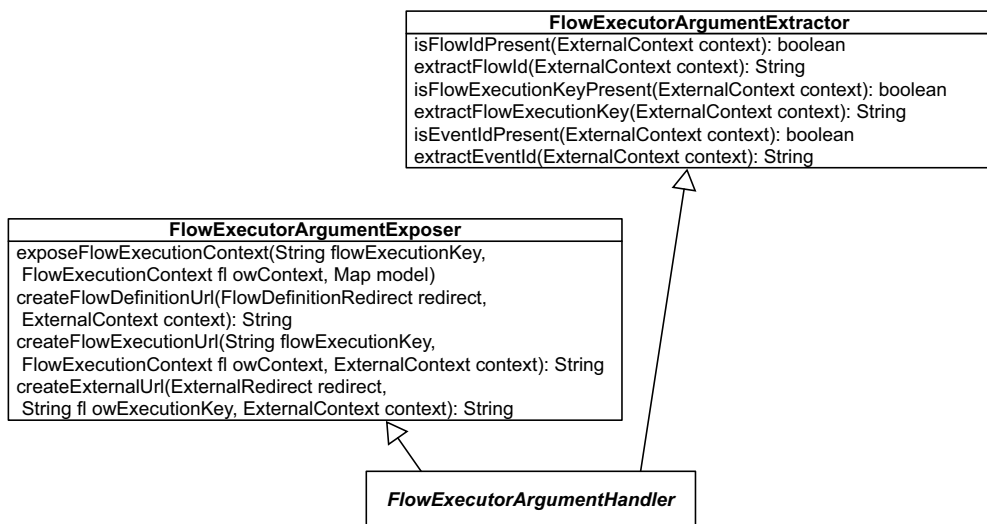 FlowExecutorArgumentExtractor
isFlowIdPresent(ExternalContext context): boolean
extractFlowId(ExternalContext context): String
isFlowExecutionKeyPresent(ExternalContext context): boolean
extractFlowExecutionKey(ExternalContext context): String
isEventIdPresent(ExternalContext context): boolean
extractEventId(ExternalContext context): String
FlowExecutorArgumentExposer
exposeFlowExecutionContext(String flowExecutionKey,
FlowExecutionContext fl owContext, Map model)
createFlowDefinitionUrl(FlowDefinitionRedirect redirect,
ExternalContext context): String
createFlowExecutionUrl(String flowExecutionKey,
FlowExecutionContext fl owContext, ExternalContext context): String
createExternalUrl(ExternalRedirect redirect,
String fl owExecutionKey, ExternalContext context): String
FlowExecutorArgumentHandler